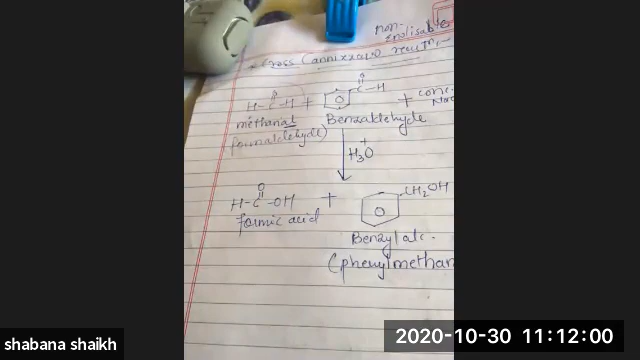 non-
enolisable
Cross Cannizzaro reactn,-
O
H-C-H + C-H + conc.
methanal Benzaldehyde
(formaldehyde)
H3O+
O
H-C-OH + CH2OH
Formic acid
Benzyl alc.
(phenylmethan
shabana shaikh
2020-10-30 11:12:00